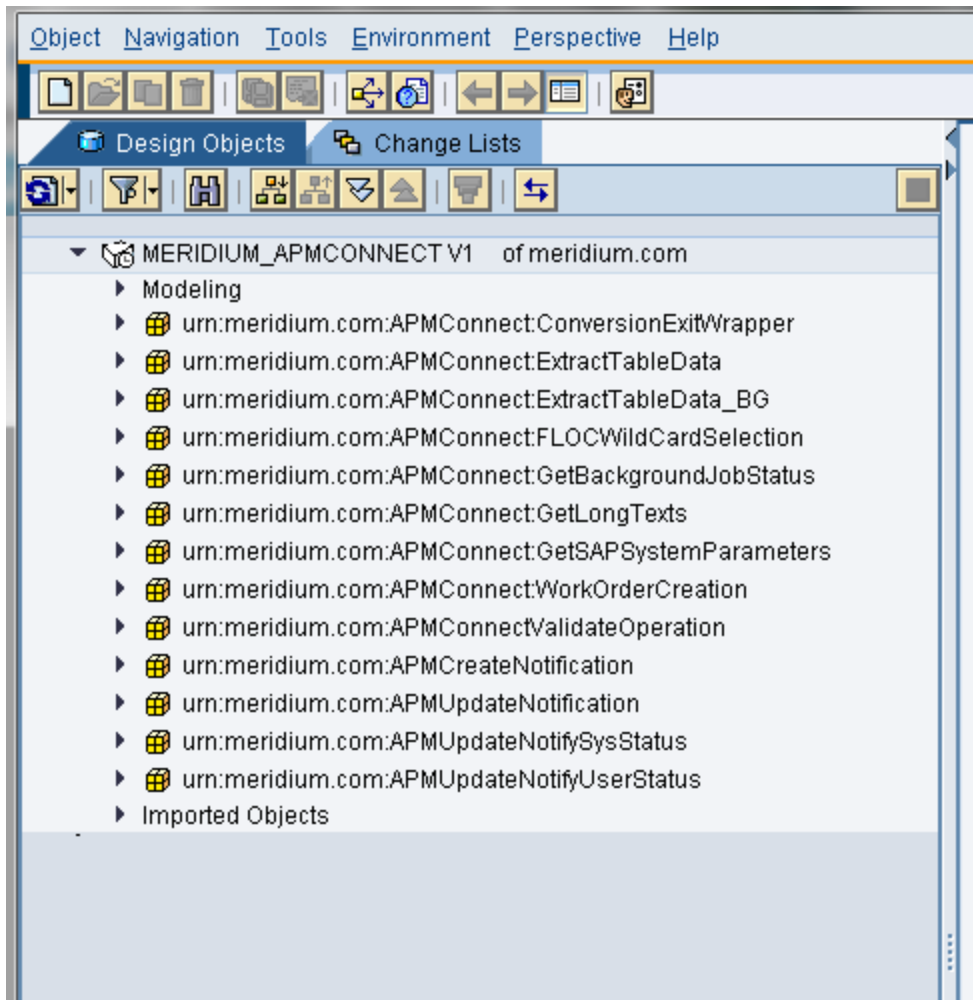 Object Navigation Tools Environment Perspective Help
Design Objects Change Lists
MERIDIUM_APMCONNECT V1 of meridium.com
Modeling
urn:meridium.com:APMConnect:ConversionExitWrapper
urn:meridium.com:APMConnect:ExtractTableData
urn:meridium.com:APMConnect:ExtractTableData_BG
urn:meridium.com:APMConnect:FLOCWildCardSelection
urn:meridium.com:APMConnect:GetBackgroundJobStatus
urn:meridium.com:APMConnect:GetLongTexts
urn:meridium.com:APMConnect:GetSAPSystemParameters
urn:meridium.com:APMConnect:WorkOrderCreation
urn:meridium.com:APMConnectValidateOperation
urn:meridium.com:APMCreateNotification
urn:meridium.com:APMUpdateNotification
urn:meridium.com:APMUpdateNotifySysStatus
urn:meridium.com:APMUpdateNotifyUserStatus
Imported Objects